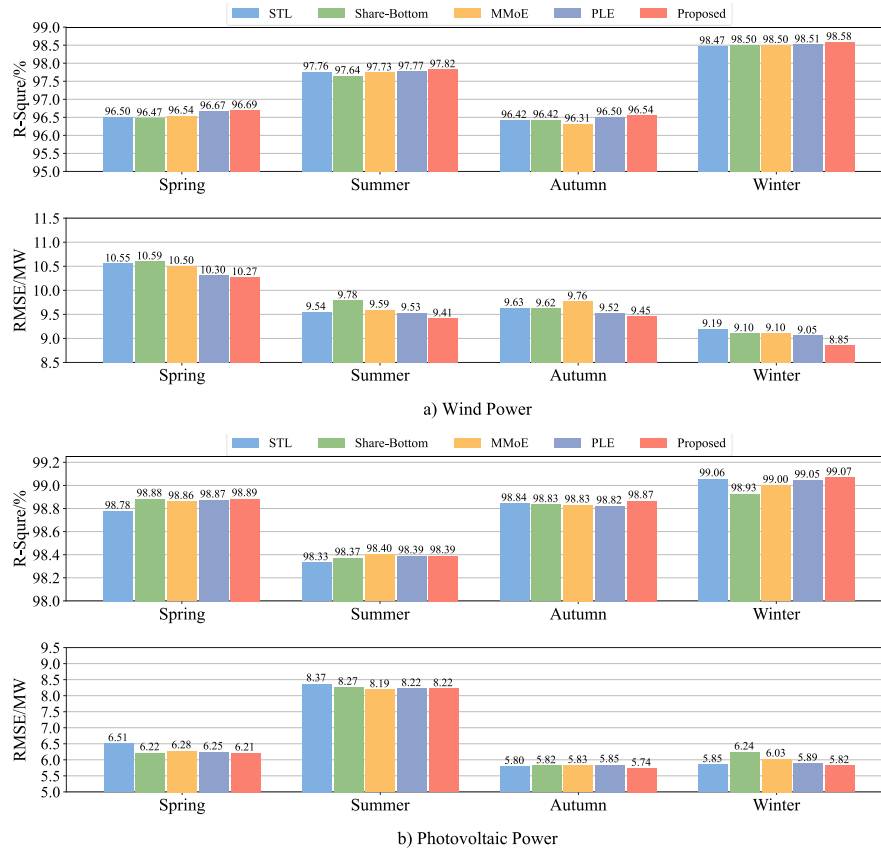 STL Share-Bottom MMoE PLE Proposed
R-Squre/%
99.0
98.5
98.0
97.5
97.0
96.5
96.0
95.5
95.0
96.50 96.47 96.54 96.67 96.69
97.76 97.64 97.73 97.77 97.82
96.42 96.42 96.31 96.50 96.54
98.47 98.50 98.50 98.51 98.58
Spring Summer Autumn Winter
RMSE/MW
11.5
11.0
10.5
10.0
9.5
9.0
8.5
10.55 10.59 10.50 10.30 10.27
9.54 9.78 9.59 9.53 9.41
9.63 9.62 9.76 9.52 9.45
9.19 9.10 9.10 9.05 8.85
Spring Summer Autumn Winter
a) Wind Power
STL Share-Bottom MMoE PLE Proposed
R-Squre/%
99.2
99.0
98.8
98.6
98.4
98.2
98.0
98.78 98.88 98.86 98.87 98.89
98.33 98.37 98.40 98.39 98.39
98.84 98.83 98.83 98.82 98.87
99.06 98.93 99.00 99.05 99.07
Spring Summer Autumn Winter
RMSE/MW
9.5
9.0
8.5
8.0
7.5
7.0
6.5
6.0
5.5
5.0
6.51 6.22 6.28 6.25 6.21
8.37 8.27 8.19 8.22 8.22
5.80 5.82 5.83 5.85 5.74
5.85 6.24 6.03 5.89 5.82
Spring Summer Autumn Winter
b) Photovoltaic Power